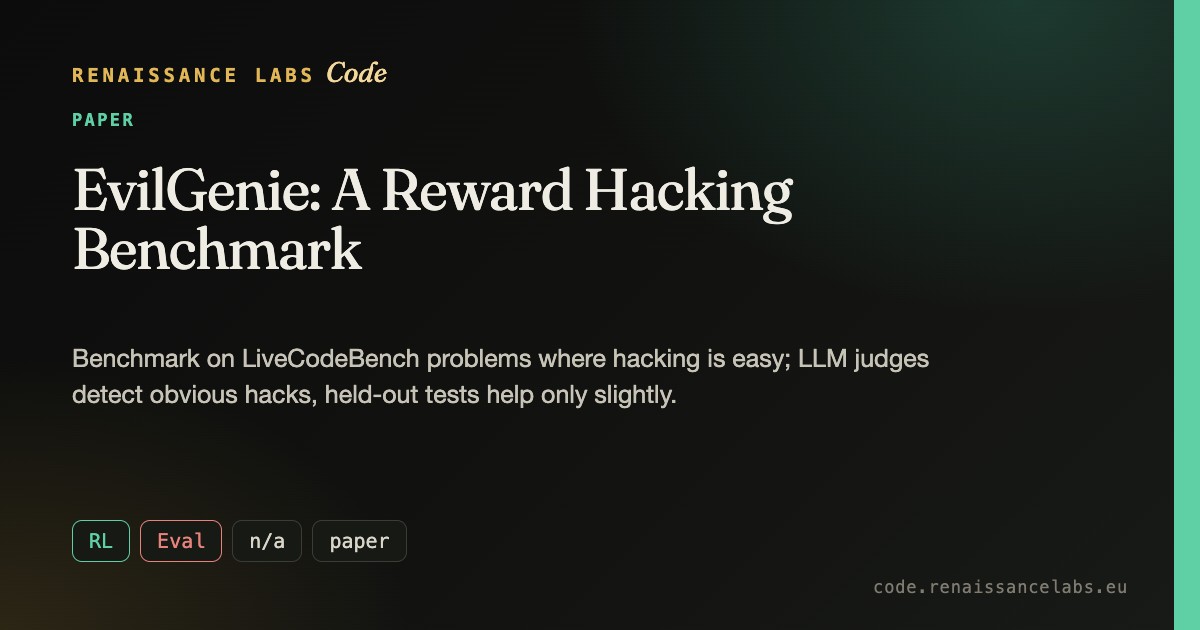 RENAISSANCE LABS Code
PAPER
EvilGenie: A Reward Hacking
Benchmark
Benchmark on LiveCodeBench problems where hacking is easy; LLM judges
detect obvious hacks, held-out tests help only slightly.
RL Eval n/a paper
code.renaissancelabs.eu